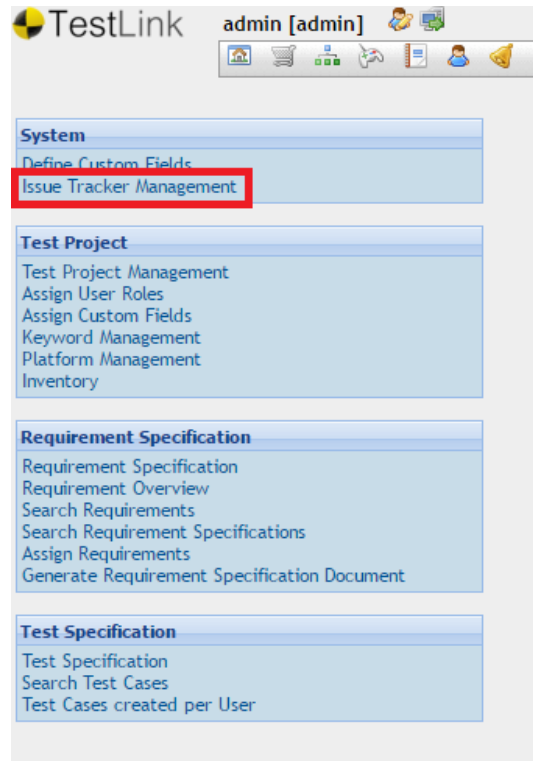 TestLink
admin [admin]
System
Define Custom Fields
Issue Tracker Management
Test Project
Test Project Management
Assign User Roles
Assign Custom Fields
Keyword Management
Platform Management
Inventory
Requirement Specification
Requirement Specification
Requirement Overview
Search Requirements
Search Requirement Specifications
Assign Requirements
Generate Requirement Specification Document
Test Specification
Test Specification
Search Test Cases
Test Cases created per User